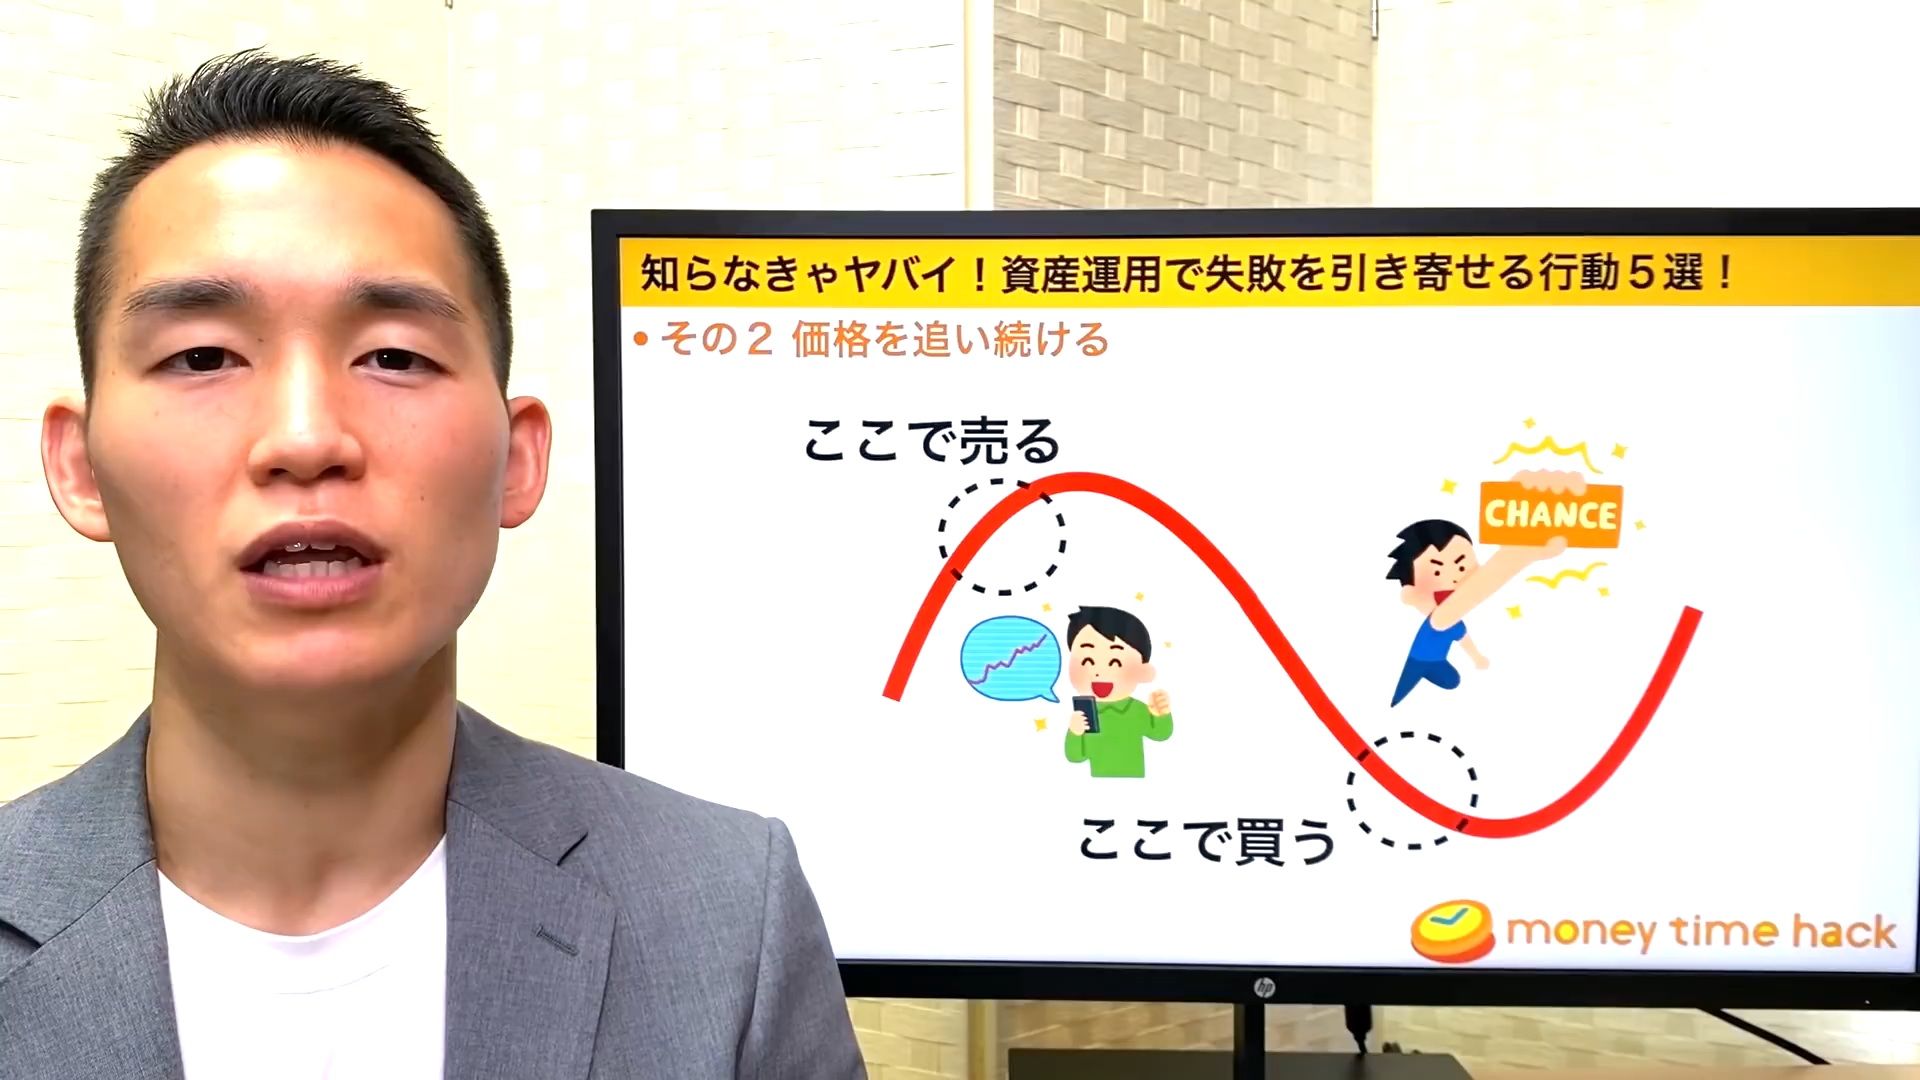 知らなきゃヤバイ！資産運用で失敗を引き寄せる行動５選！
• その２ 価格を追い続ける
ここで売る
CHANCE
ここで買う
money time hack
hp